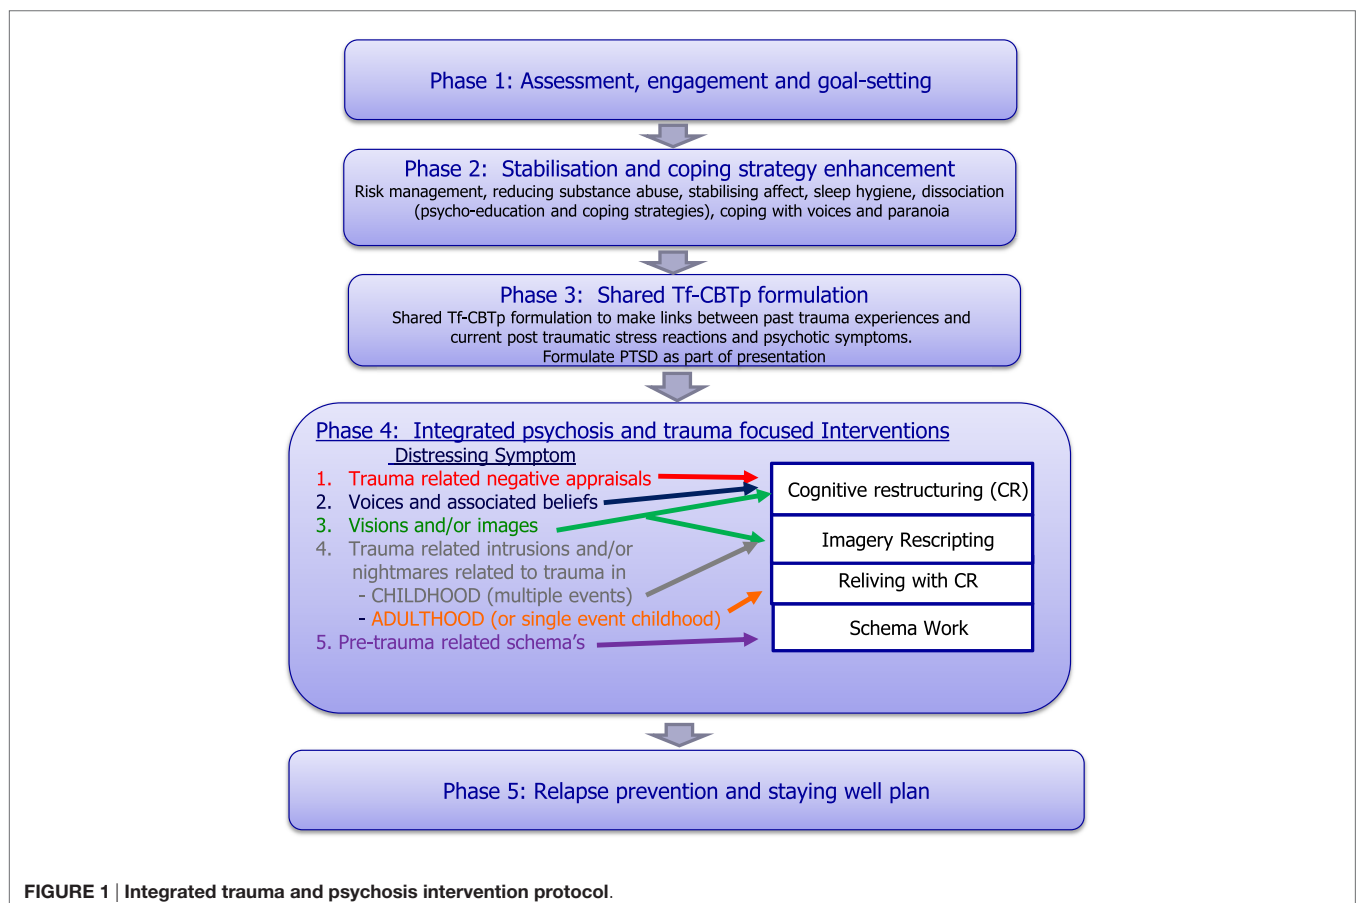 Phase 1: Assessment, engagement and goal-setting
Phase 2: Stabilisation and coping strategy enhancement
Risk management, reducing substance abuse, stabilising affect, sleep hygiene, dissociation
(psycho-education and coping strategies), coping with voices and paranoia
Phase 3: Shared Tf-CBTp formulation
Shared Tf-CBTp formulation to make links between past trauma experiences and
current post traumatic stress reactions and psychotic symptoms.
Formulate PTSD as part of presentation
Phase 4: Integrated psychosis and trauma focused Interventions
Distressing Symptom
1. Trauma related negative appraisals
2. Voices and associated beliefs
3. Visions and/or images
4. Trauma related intrusions and/or
nightmares related to trauma in
- CHILDHOOD (multiple events)
- ADULTHOOD (or single event childhood)
5. Pre-trauma related schema's
Cognitive restructuring (CR)
Imagery Rescripting
Reliving with CR
Schema Work
Phase 5: Relapse prevention and staying well plan
FIGURE 1 | Integrated trauma and psychosis intervention protocol.